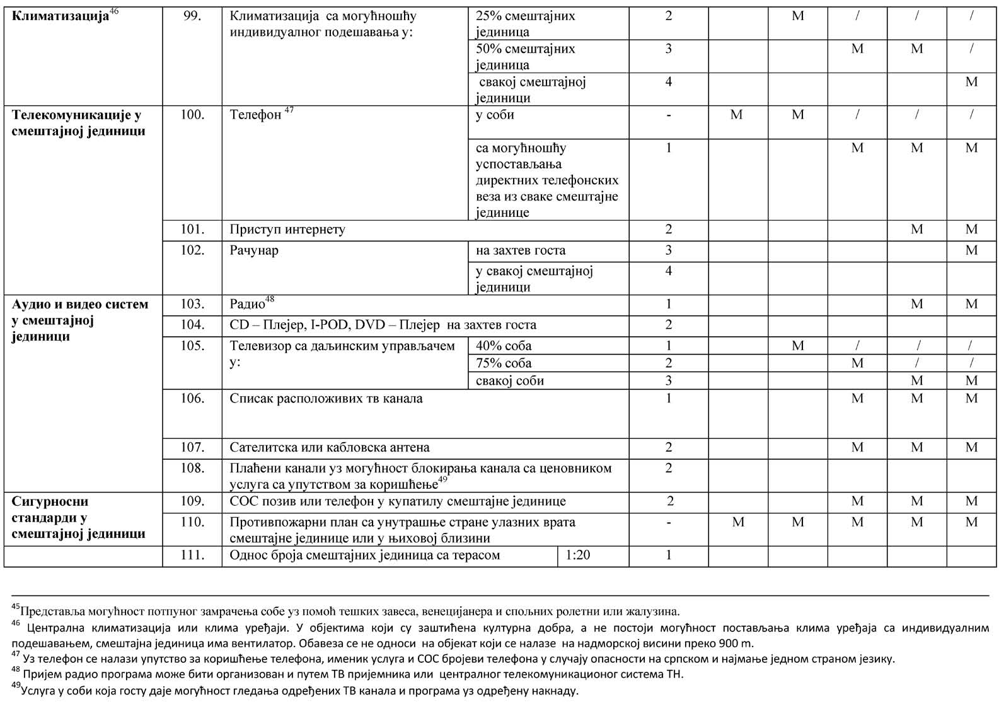 Климатизација46 99. Климатизација са могућношћу 25% смештајних 2 М / / /
индивидуалног подешавања у: јединица
50% смештајних 3 М М /
јединица
свакој смештајној 4 М
јединици
Телекомуникације у 100. Телефон 47 у соби - М М / / /
смештајној јединици
са могућношћу 1 М М М
успостављања
директних телефонских
веза из сваке смештајне
јединице
101. Приступ интернету 2 М М
102. Рачунар на захтев госта 3 М
у свакој смештајној 4
јединици
Аудио и видео систем 103. Радио48 1 М М
у смештајној
јединици
104. CD – Плејер, I-POD, DVD – Плејер на захтев госта 2
105. Телевизор са даљинским управљачем 40% соба 1 М / / /
у: 75% соба 2 М / /
свакој соби 3 М М
106. Списак расположивих тв канала 1 М М М
107. Сателитска или кабловска антена 2 М М М
108. Плаћени канали уз могућност блокирања канала са ценовником 2
услуга са упутством за коришћење49
Сигурносни 109. СОС позив или телефон у купатилу смештајне јединице 2 М М М
стандарди у
смештајној јединици
110. Противпожарни план са унутрашње стране улазних врата - М М М М М
смештајне јединице или у њиховој близини
111. Однос броја смештајних јединица са терасом 1:20 1
45Представља могућност потпуног замрачења собе уз помоћ тешких завеса, венецијанера и спољних ролетни или жалузина.
46 Централна климатизација или клима уређаји. У објектима који су заштићена културна добра, а не постоји могућност постављања клима уређаја са индивидуалним
подешавањем, смештајна јединица има вентилатор. Обавеза се не односи на објекат који се налазе на надморској висини преко 900 m.
47 Уз телефон се налази упутство за коришћење телефона, именик услуга и СОС бројеви телефона у случају опасности на српском и најмање једном страном језику.
48 Пријем радио програма може бити организован и путем ТВ пријемника или централног телекомуникационог система ТН.
49Услуга у соби која госту даје могућност гледања одређених ТВ канала и програма уз одређену накнаду.